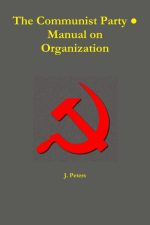 The Communist Party ●
Manual on
Organization
J. Peters